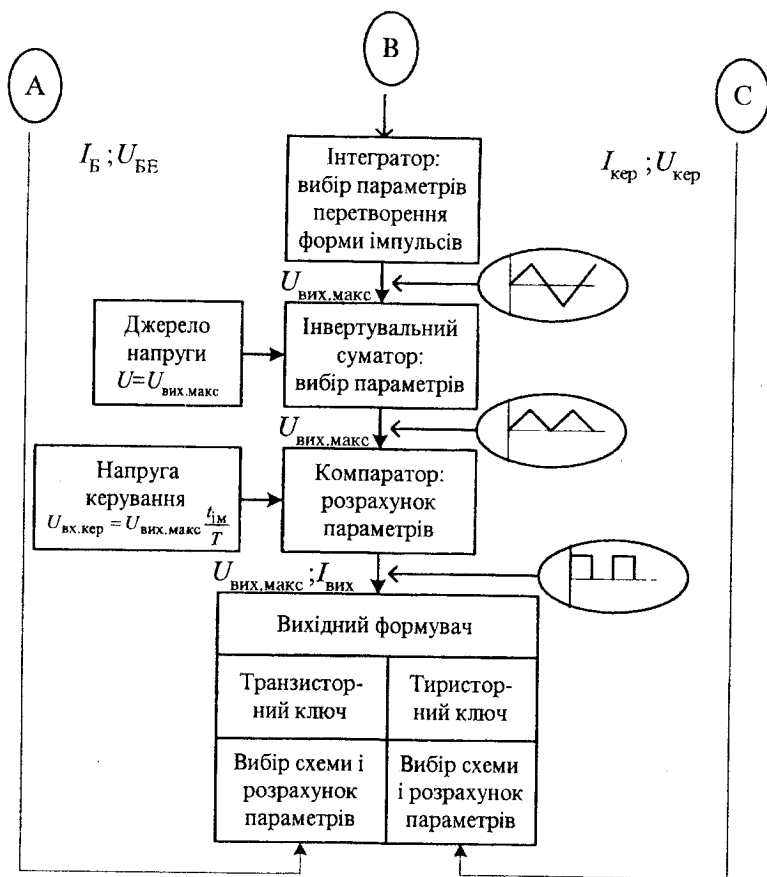 B
A
C
I_Б ; U_БЕ
I_кер ; U_кер
Інтегратор:
вибір параметрів
перетворення
форми імпульсів
U_вих.макс
Джерело
напруги
U=U_вих.макс
Інвертувальний
суматор:
вибір параметрів
U_вих.макс
Напруга
керування
U_вх.кер = U_вих.макс t_ім/T
Компаратор:
розрахунок
параметрів
U_вих.макс ; I_вих
Вихідний формувач
Транзистор-
ний ключ
Тиристор-
ний ключ
Вибір схеми і
розрахунок
параметрів
Вибір схеми
і розрахунок
параметрів